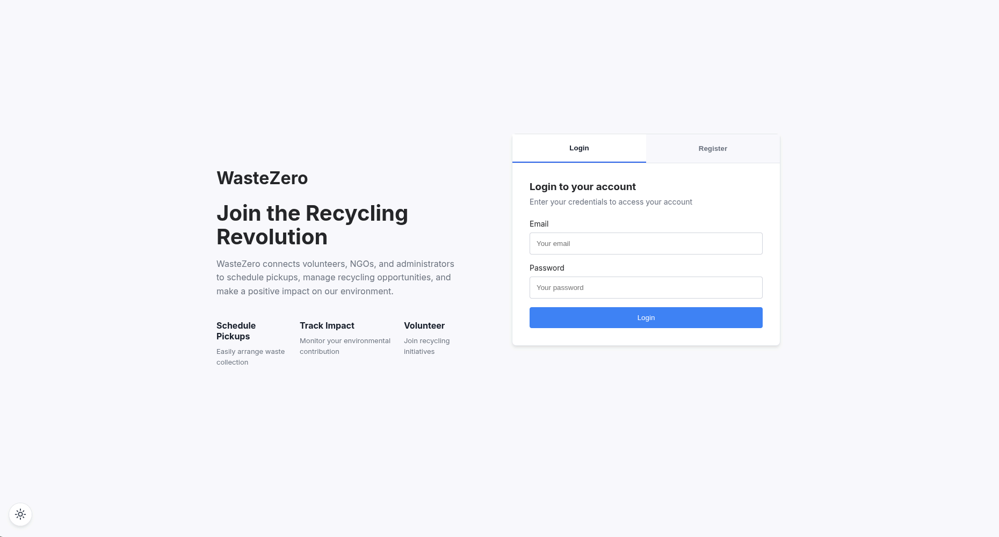 WasteZero
Join the Recycling
Revolution
WasteZero connects volunteers, NGOs, and administrators
to schedule pickups, manage recycling opportunities, and
make a positive impact on our environment.
Schedule
Pickups
Easily arrange waste
collection
Track Impact
Monitor your environmental
contribution
Volunteer
Join recycling
initiatives
Login
Register
Login to your account
Enter your credentials to access your account
Email
Your email
Password
Your password
Login